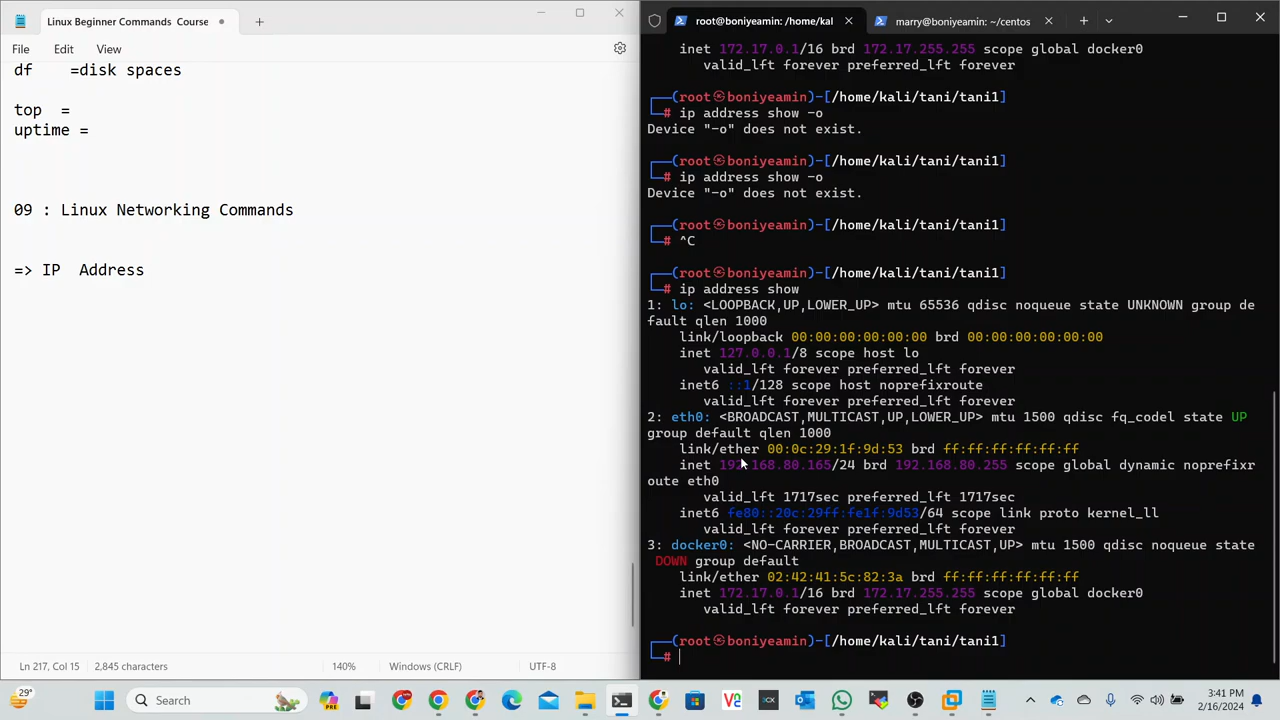 Linux Beginner Commands  Course
File
Edit
View
df    =disk spaces
top  =
uptime =
09 : Linux Networking Commands
=> IP  Address
Ln 217, Col 15
2,845 characters
140%
Windows (CRLF)
UTF-8
root@boniyeamin: /home/kal
marry@boniyeamin: ~/centos
inet 172.17.0.1/16 brd 172.17.255.255 scope global docker0
valid_lft forever preferred_lft forever
(root㉿boniyeamin)-[/home/kali/tani/tani1]
# ip address show -o
Device "-o" does not exist.
(root㉿boniyeamin)-[/home/kali/tani/tani1]
# ip address show -o
Device "-o" does not exist.
(root㉿boniyeamin)-[/home/kali/tani/tani1]
# ^C
(root㉿boniyeamin)-[/home/kali/tani/tani1]
# ip address show
1: lo: <LOOPBACK,UP,LOWER_UP> mtu 65536 qdisc noqueue state UNKNOWN group de
fault qlen 1000
link/loopback 00:00:00:00:00:00 brd 00:00:00:00:00:00
inet 127.0.0.1/8 scope host lo
valid_lft forever preferred_lft forever
inet6 ::1/128 scope host noprefixroute
valid_lft forever preferred_lft forever
2: eth0: <BROADCAST,MULTICAST,UP,LOWER_UP> mtu 1500 qdisc fq_codel state UP
group default qlen 1000
link/ether 00:0c:29:1f:9d:53 brd ff:ff:ff:ff:ff:ff
inet 192.168.80.165/24 brd 192.168.80.255 scope global dynamic noprefixr
oute eth0
valid_lft 1717sec preferred_lft 1717sec
inet6 fe80::20c:29ff:fe1f:9d53/64 scope link proto kernel_ll
valid_lft forever preferred_lft forever
3: docker0: <NO-CARRIER,BROADCAST,MULTICAST,UP> mtu 1500 qdisc noqueue state
DOWN group default
link/ether 02:42:41:5c:82:3a brd ff:ff:ff:ff:ff:ff
inet 172.17.0.1/16 brd 172.17.255.255 scope global docker0
valid_lft forever preferred_lft forever
(root㉿boniyeamin)-[/home/kali/tani/tani1]
#
29°
Search
3:41 PM
2/16/2024